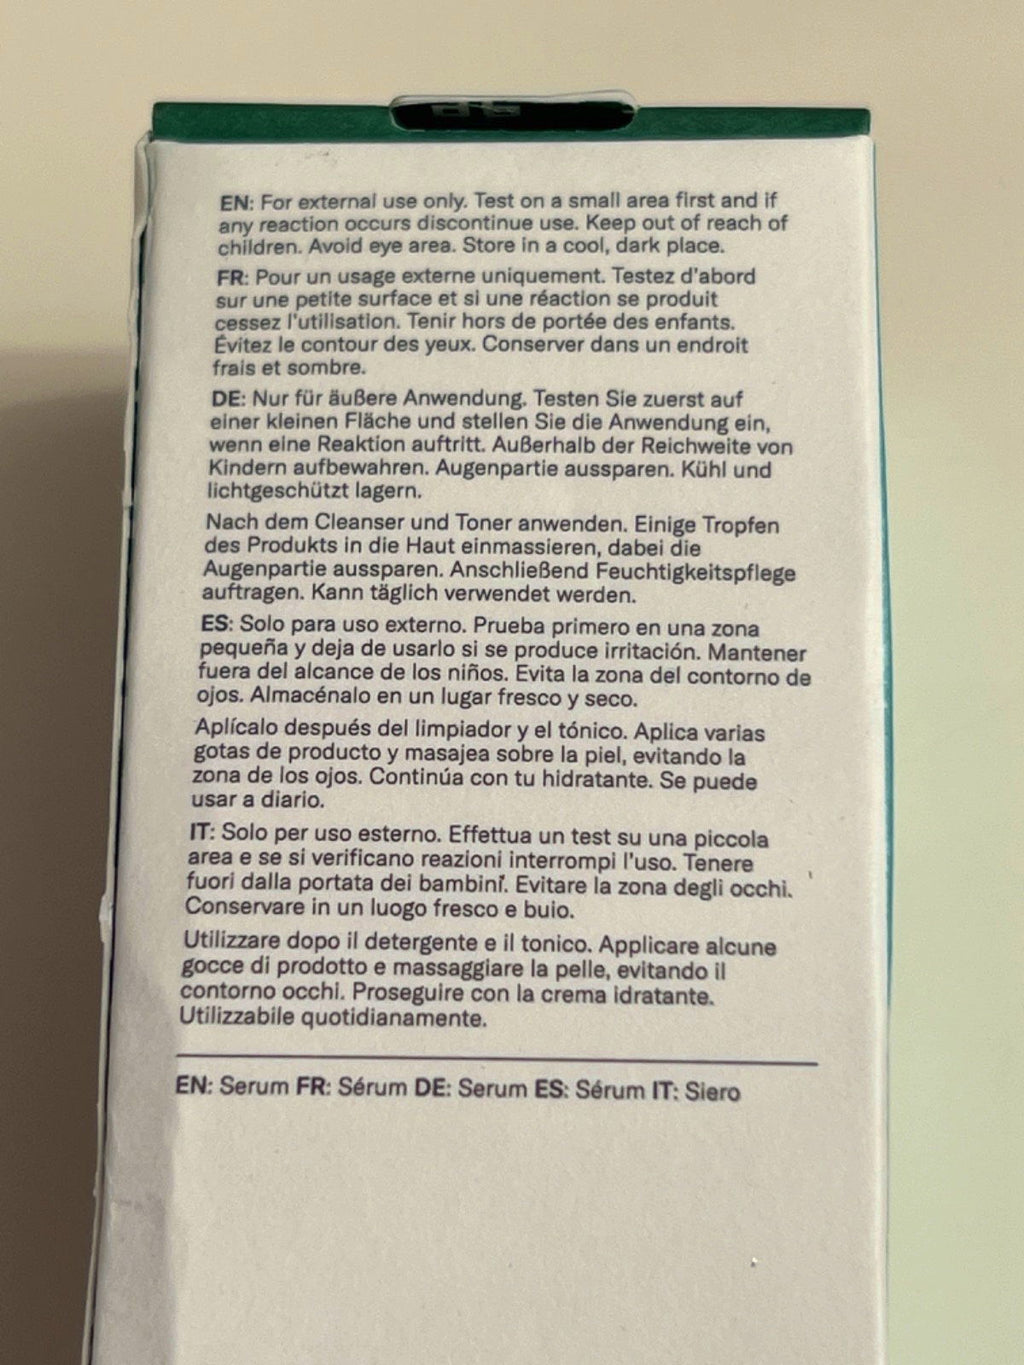 EN: For external use only. Test on a small area first and if
any reaction occurs discontinue use. Keep out of reach of
children. Avoid eye area. Store in a cool, dark place.
FR: Pour un usage externe uniquement. Testez d'abord
sur une petite surface et si une réaction se produit
cessez l'utilisation. Tenir hors de portée des enfants.
Évitez le contour des yeux. Conserver dans un endroit
frais et sombre.
DE: Nur für äußere Anwendung. Testen Sie zuerst auf
einer kleinen Fläche und stellen Sie die Anwendung ein,
wenn eine Reaktion auftritt. Außerhalb der Reichweite von
Kindern aufbewahren. Augenpartie aussparen. Kühl und
lichtgeschützt lagern.
Nach dem Cleanser und Toner anwenden. Einige Tropfen
des Produkts in die Haut einmassieren, dabei die
Augenpartie aussparen. Anschließend Feuchtigkeitspflege
auftragen. Kann täglich verwendet werden.
ES: Solo para uso externo. Prueba primero en una zona
pequeña y deja de usarlo si se produce irritación. Mantener
fuera del alcance de los niños. Evita la zona del contorno de
ojos. Almacénalo en un lugar fresco y seco.
Aplícalo después del limpiador y el tónico. Aplica varias
gotas de producto y masajea sobre la piel, evitando la
zona de los ojos. Continúa con tu hidratante. Se puede
usar a diario.
IT: Solo per uso esterno. Effettua un test su una piccola
area e se si verificano reazioni interrompi l'uso. Tenere
fuori dalla portata dei bambini. Evitare la zona degli occhi.
Conservare in un luogo fresco e buio.
Utilizzare dopo il detergente e il tonico. Applicare alcune
gocce di prodotto e massaggiare la pelle, evitando il
contorno occhi. Proseguire con la crema idratante.
Utilizzabile quotidianamente.
EN: Serum FR: Sérum DE: Serum ES: Sérum IT: Siero